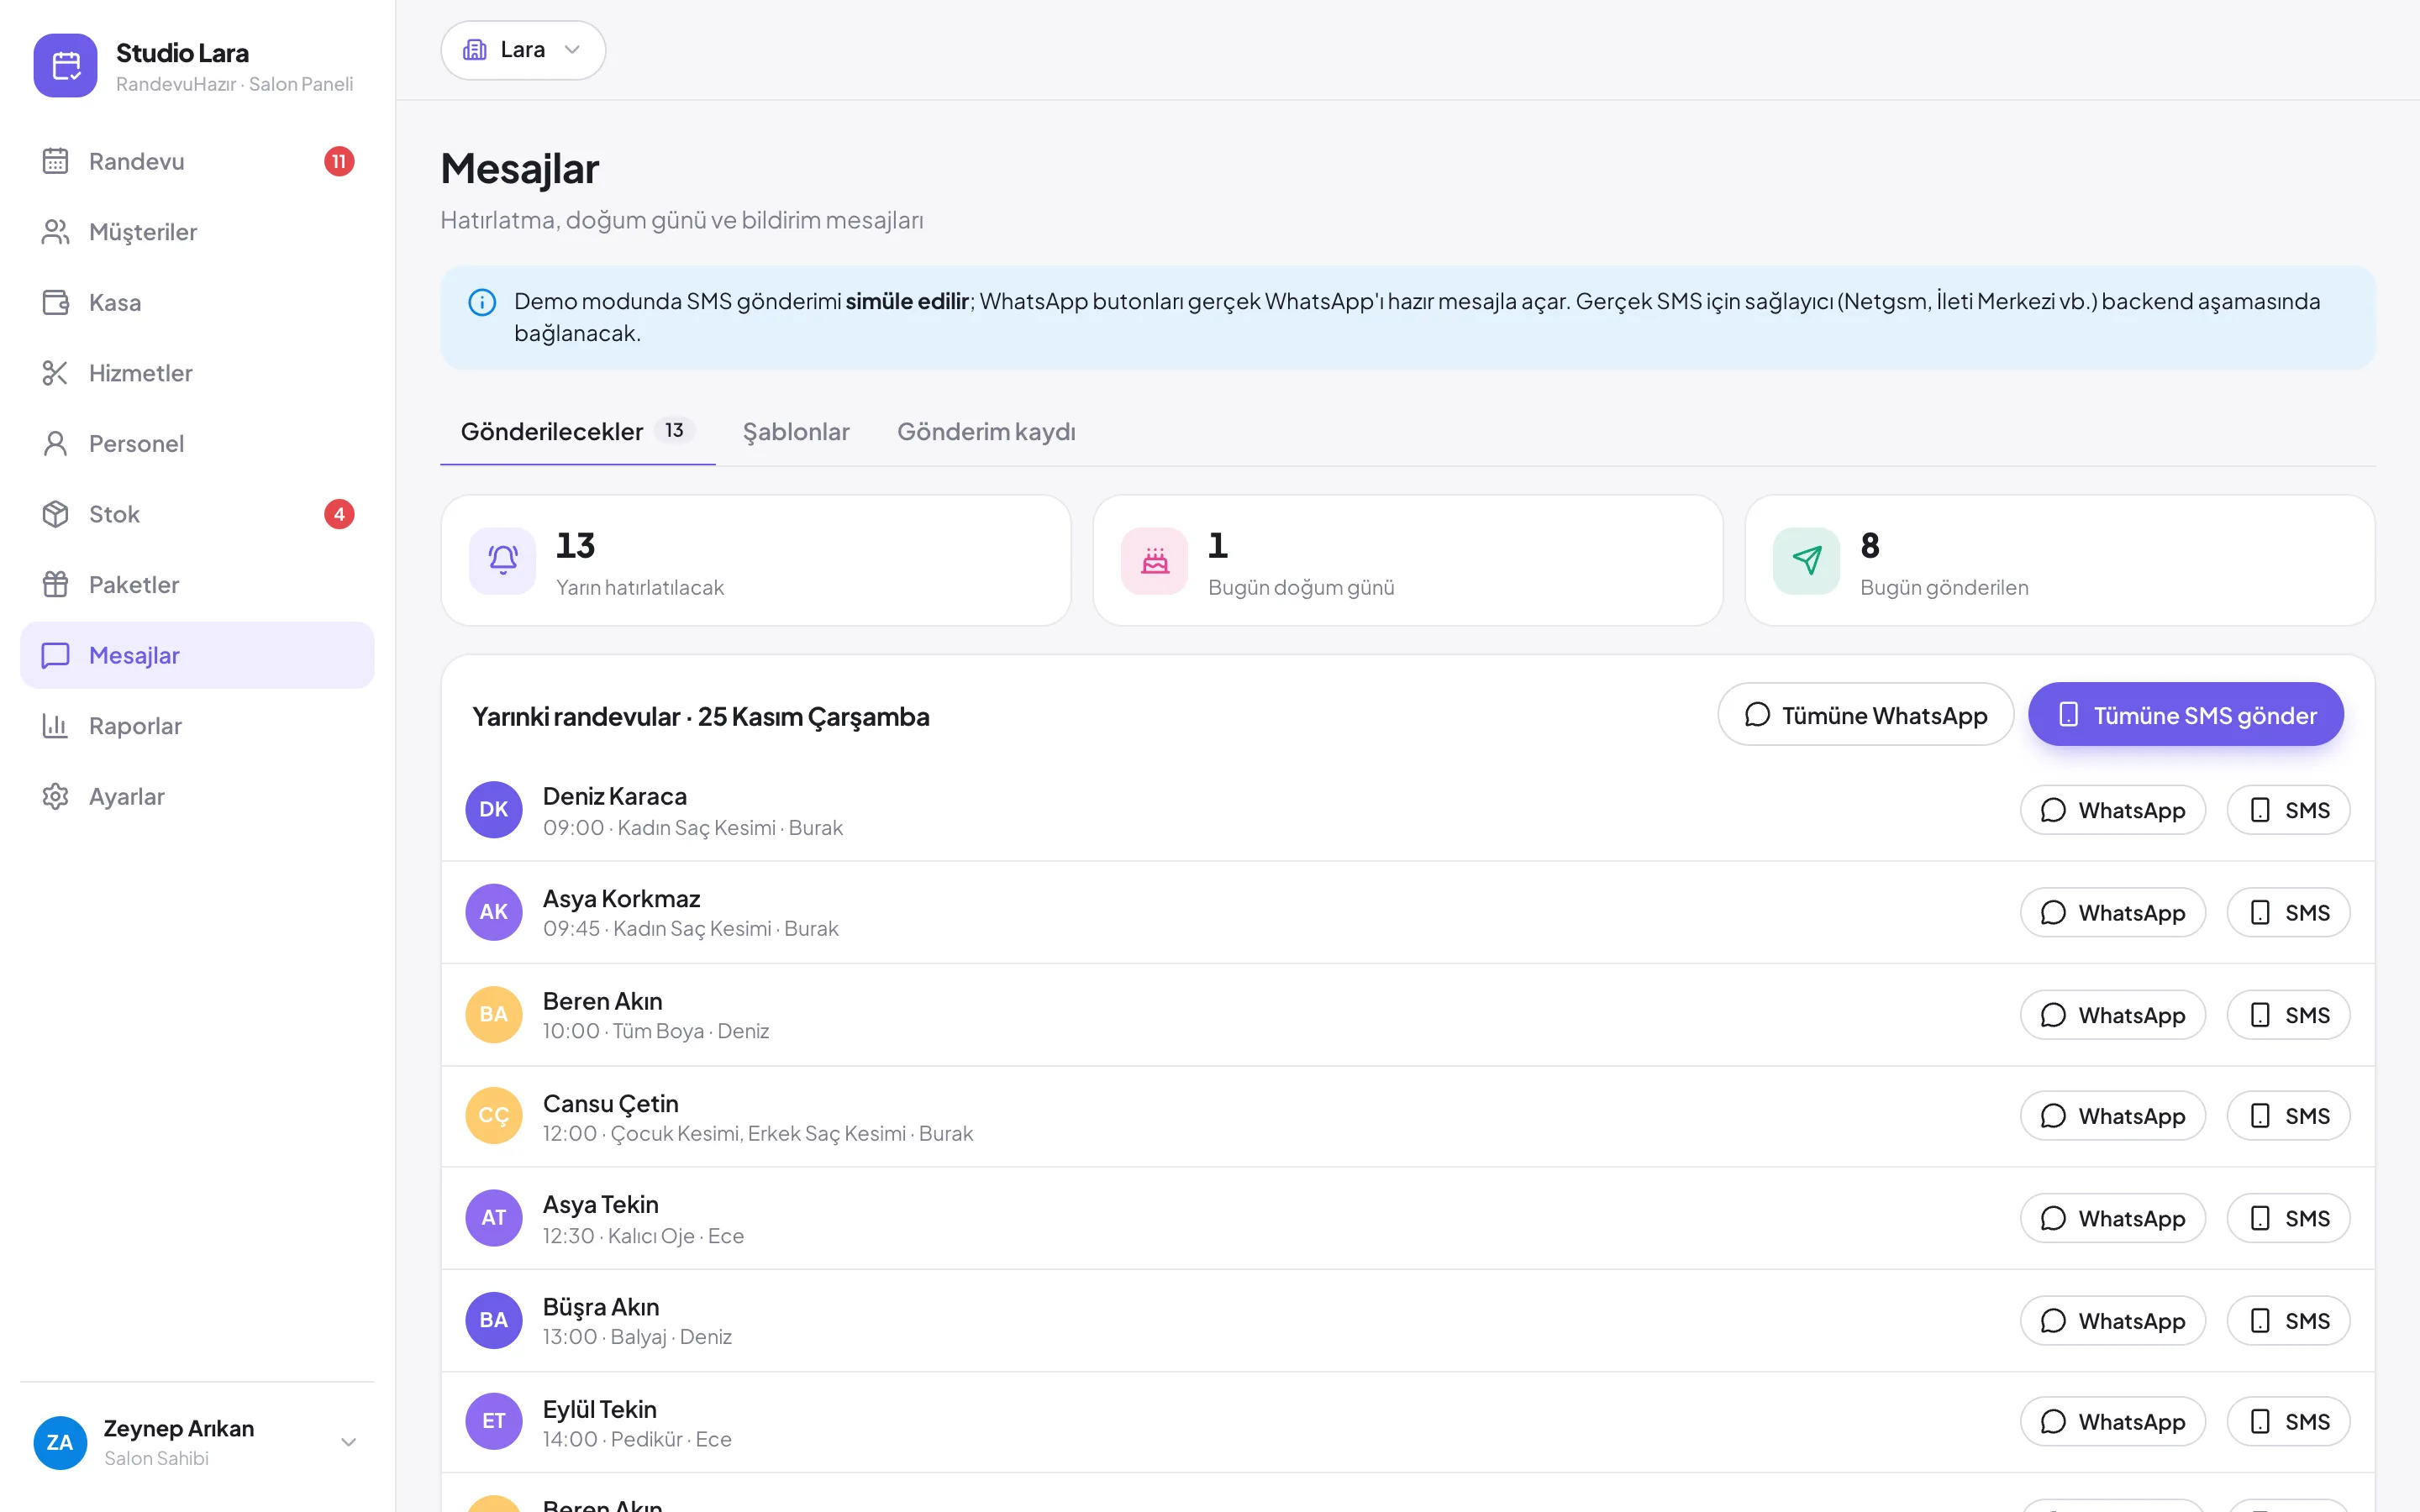 Studio Lara
RandevuHazır · Salon Paneli
Randevu 11
Müşteriler
Kasa
Hizmetler
Personel
Stok 4
Paketler
Mesajlar
Raporlar
Ayarlar
ZA
Zeynep Arıkan
Salon Sahibi
Lara
Mesajlar
Hatırlatma, doğum günü ve bildirim mesajları
Demo modunda SMS gönderimi simüle edilir; WhatsApp butonları gerçek WhatsApp'ı hazır mesajla açar. Gerçek SMS için sağlayıcı (Netgsm, İleti Merkezi vb.) backend aşamasında
bağlanacak.
Gönderilecekler 13 Şablonlar Gönderim kaydı
13
Yarın hatırlatılacak
1
Bugün doğum günü
8
Bugün gönderilen
Yarınki randevular · 25 Kasım Çarşamba
Tümüne WhatsApp
Tümüne SMS gönder
DK
Deniz Karaca
09:00 · Kadın Saç Kesimi · Burak
WhatsApp SMS
AK
Asya Korkmaz
09:45 · Kadın Saç Kesimi · Burak
WhatsApp SMS
BA
Beren Akın
10:00 · Tüm Boya · Deniz
WhatsApp SMS
CÇ
Cansu Çetin
12:00 · Çocuk Kesimi, Erkek Saç Kesimi · Burak
WhatsApp SMS
AT
Asya Tekin
12:30 · Kalıcı Oje · Ece
WhatsApp SMS
BA
Büşra Akın
13:00 · Balyaj · Deniz
WhatsApp SMS
ET
Eylül Tekin
14:00 · Pedikür · Ece
WhatsApp SMS
Beren Akın